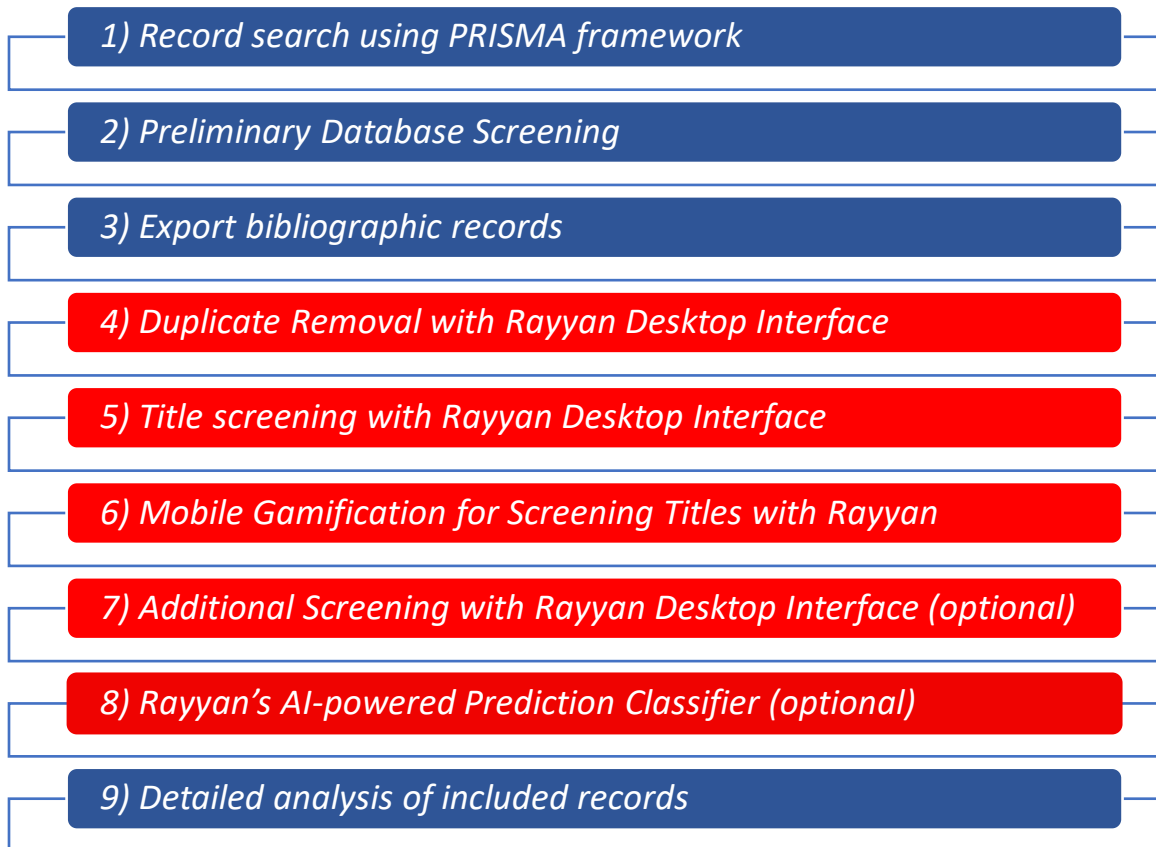 1) Record search using PRISMA framework
2) Preliminary Database Screening
3) Export bibliographic records
4) Duplicate Removal with Rayyan Desktop Interface
5) Title screening with Rayyan Desktop Interface
6) Mobile Gamification for Screening Titles with Rayyan
7) Additional Screening with Rayyan Desktop Interface (optional)
8) Rayyan’s AI-powered Prediction Classifier (optional)
9) Detailed analysis of included records